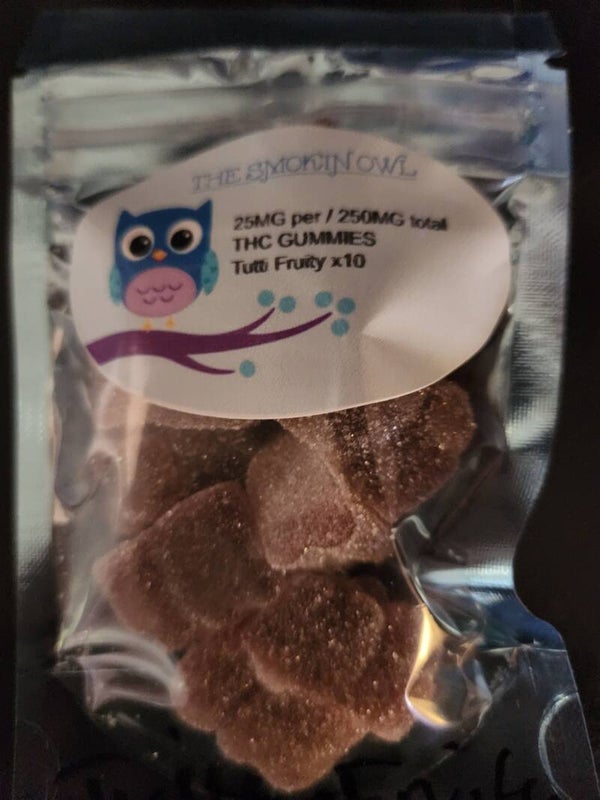 THE SMOKIN OWL
25MG per / 250MG total
THC GUMMIES
Tutti Fruity x10